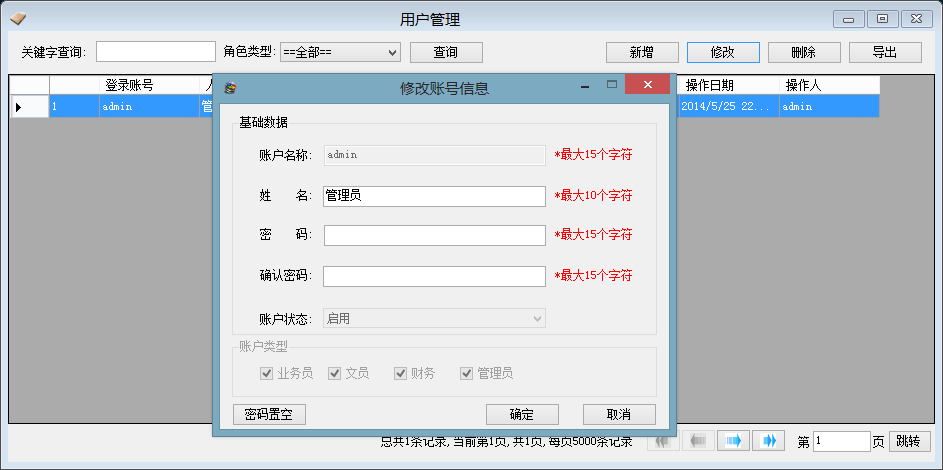 用户管理
关键字查询: 角色类型: ==全部== 查询 新增 修改 删除 导出
登录账号 操作日期 操作人
1 admin 管 2014/5/25 22... admin
修改账号信息
基础数据
账户名称: admin *最大15个字符
姓 名: 管理员 *最大10个字符
密 码: *最大15个字符
确认密码: *最大15个字符
账户状态: 启用
账户类型
业务员 文员 财务 管理员
密码置空 确定 取消
总共1条记录, 当前第1页, 共1页, 每页5000条记录 第 1 页 跳转